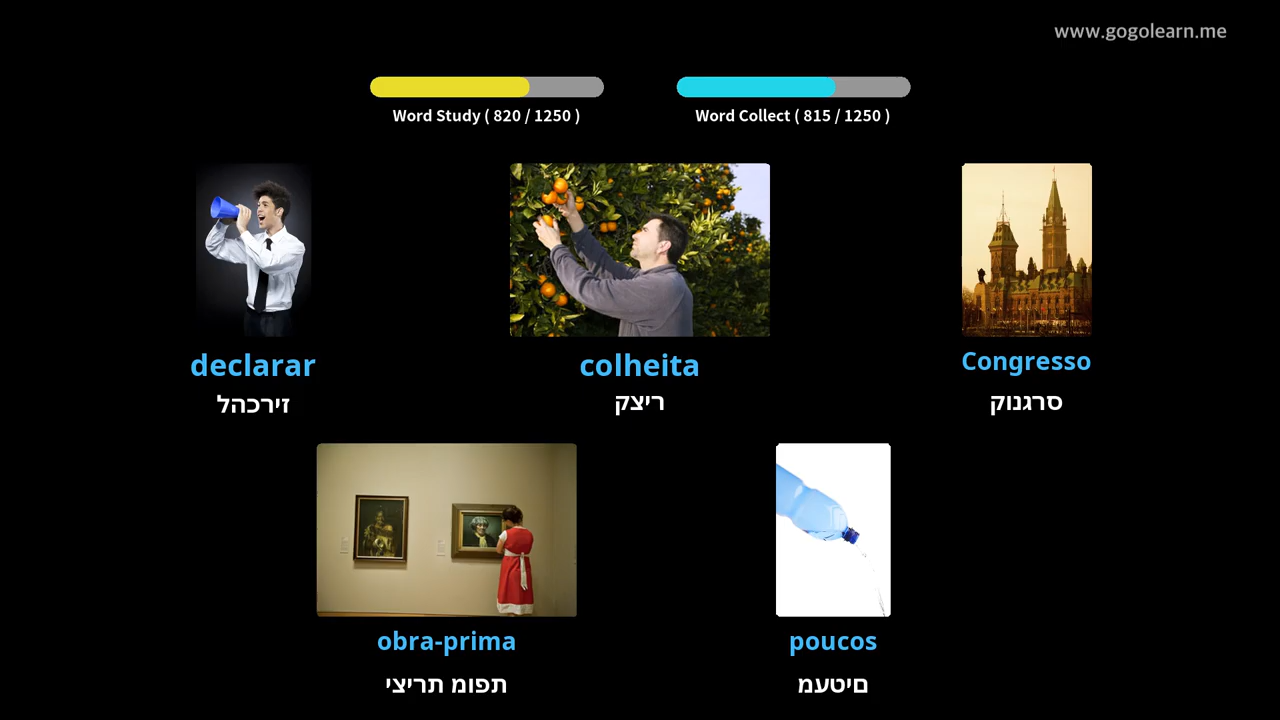 www.gogolearn.me
Word Study ( 820 / 1250 )
Word Collect ( 815 / 1250 )
declarar
זירכהל
colheita
ריצק
Congresso
סרגנוק
obra-prima
תפומ תריצי
poucos
םיטעמ